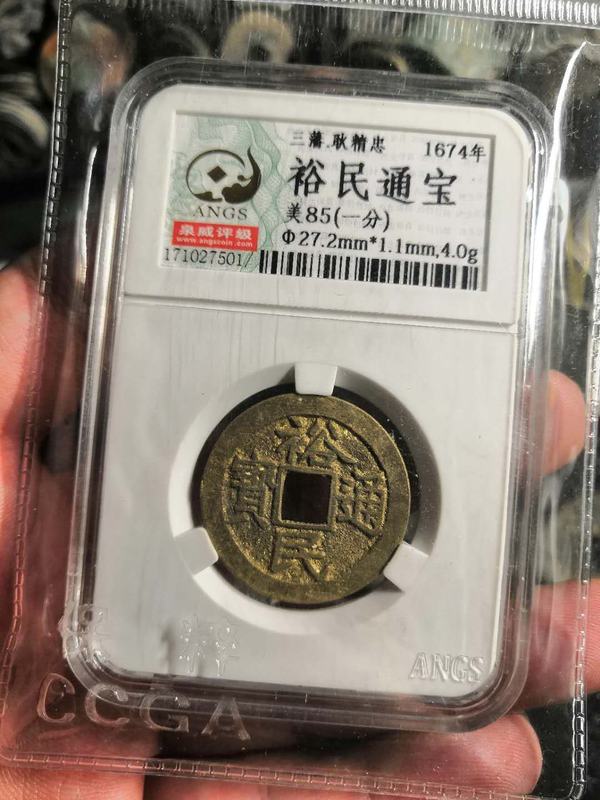 三藩.耿精忠 1674年
裕民通宝
美85(一分)
Φ27.2mm*1.1mm,4.0g
ANGS
泉威评级
www.angscoin.com
171027501/
裕民通寶
ANGS
CCGA